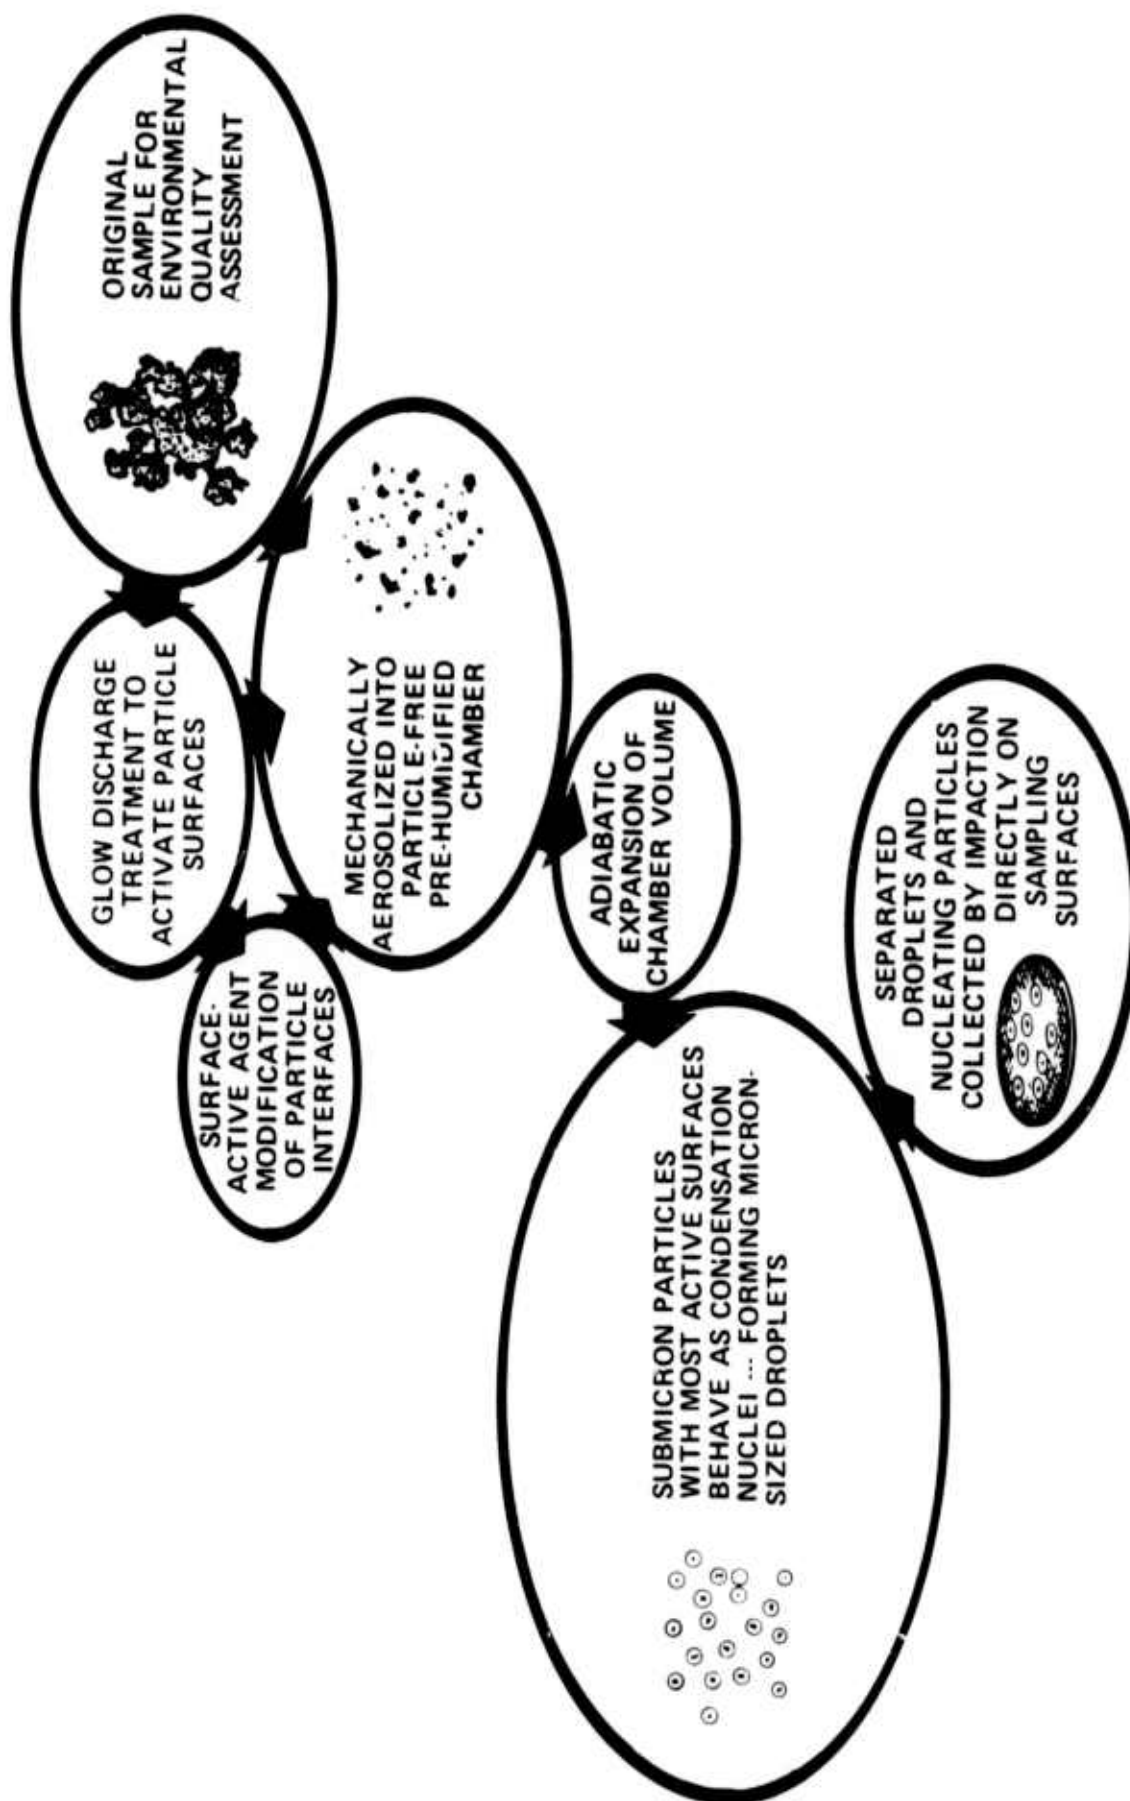 ORIGINAL
SAMPLE FOR
ENVIRONMENTAL
QUALITY
ASSESSMENT
GLOW DISCHARGE
TREATMENT TO
ACTIVATE PARTICLE
SURFACES
SURFACE-
ACTIVE AGENT
MODIFICATION
OF PARTICLE
INTERFACES
MECHANICALLY
AEROSOLIZED INTO
PARTICLE-FREE
PRE-HUMIDIFIED
CHAMBER
ADIABATIC
EXPANSION OF
CHAMBER VOLUME
SUBMICRON PARTICLES
WITH MOST ACTIVE SURFACES
BEHAVE AS CONDENSATION
NUCLEI --- FORMING MICRON-
SIZED DROPLETS
SEPARATED
DROPLETS AND
NUCLEATING PARTICLES
COLLECTED BY IMPACTION
DIRECTLY ON
SAMPLING
SURFACES